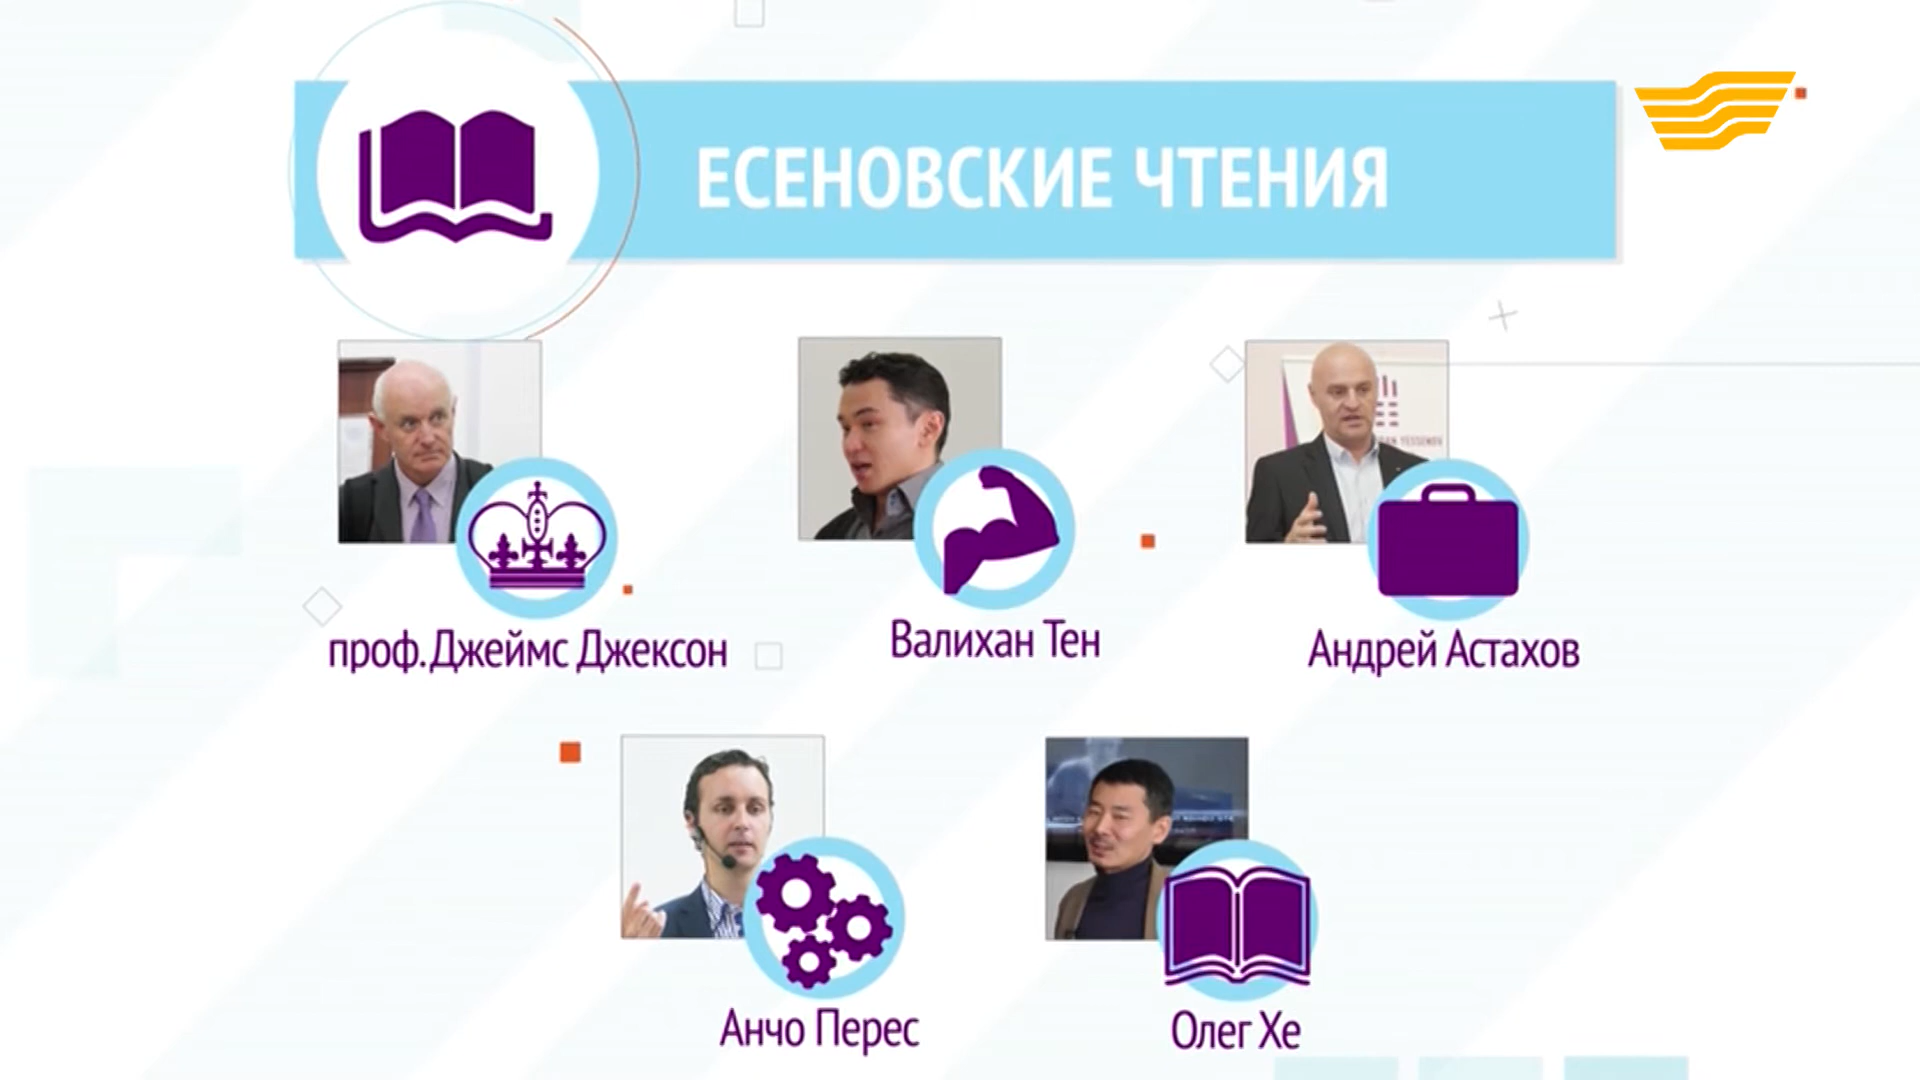 ЕСЕНОВСКИЕ ЧТЕНИЯ
проф.Джеймс Джексон
Валихан Тен
Андрей Астахов
Анчо Перес
Олег Хе